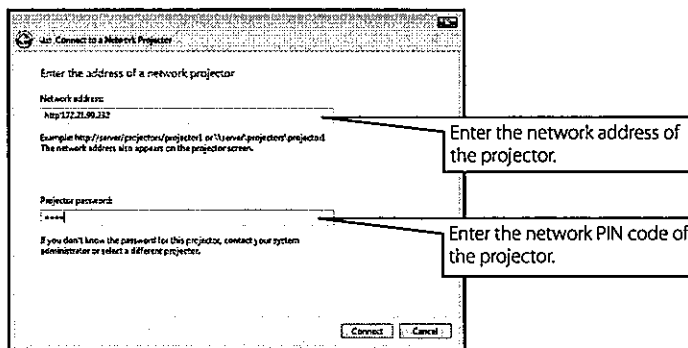 Connect to a Network Projector
Enter the address of a network projector
Network address:
http:172.21.99.232
Enter the network address of
the projector.
Example: http://server/projectors/projector1 or \\server\projectors\projector1
The network address also appears on the projector screen.
Projector password:
••••
Enter the network PIN code of
the projector.
If you don't know the password for this projector, contact your system
administrator or select a different projector.
Connect
Cancel